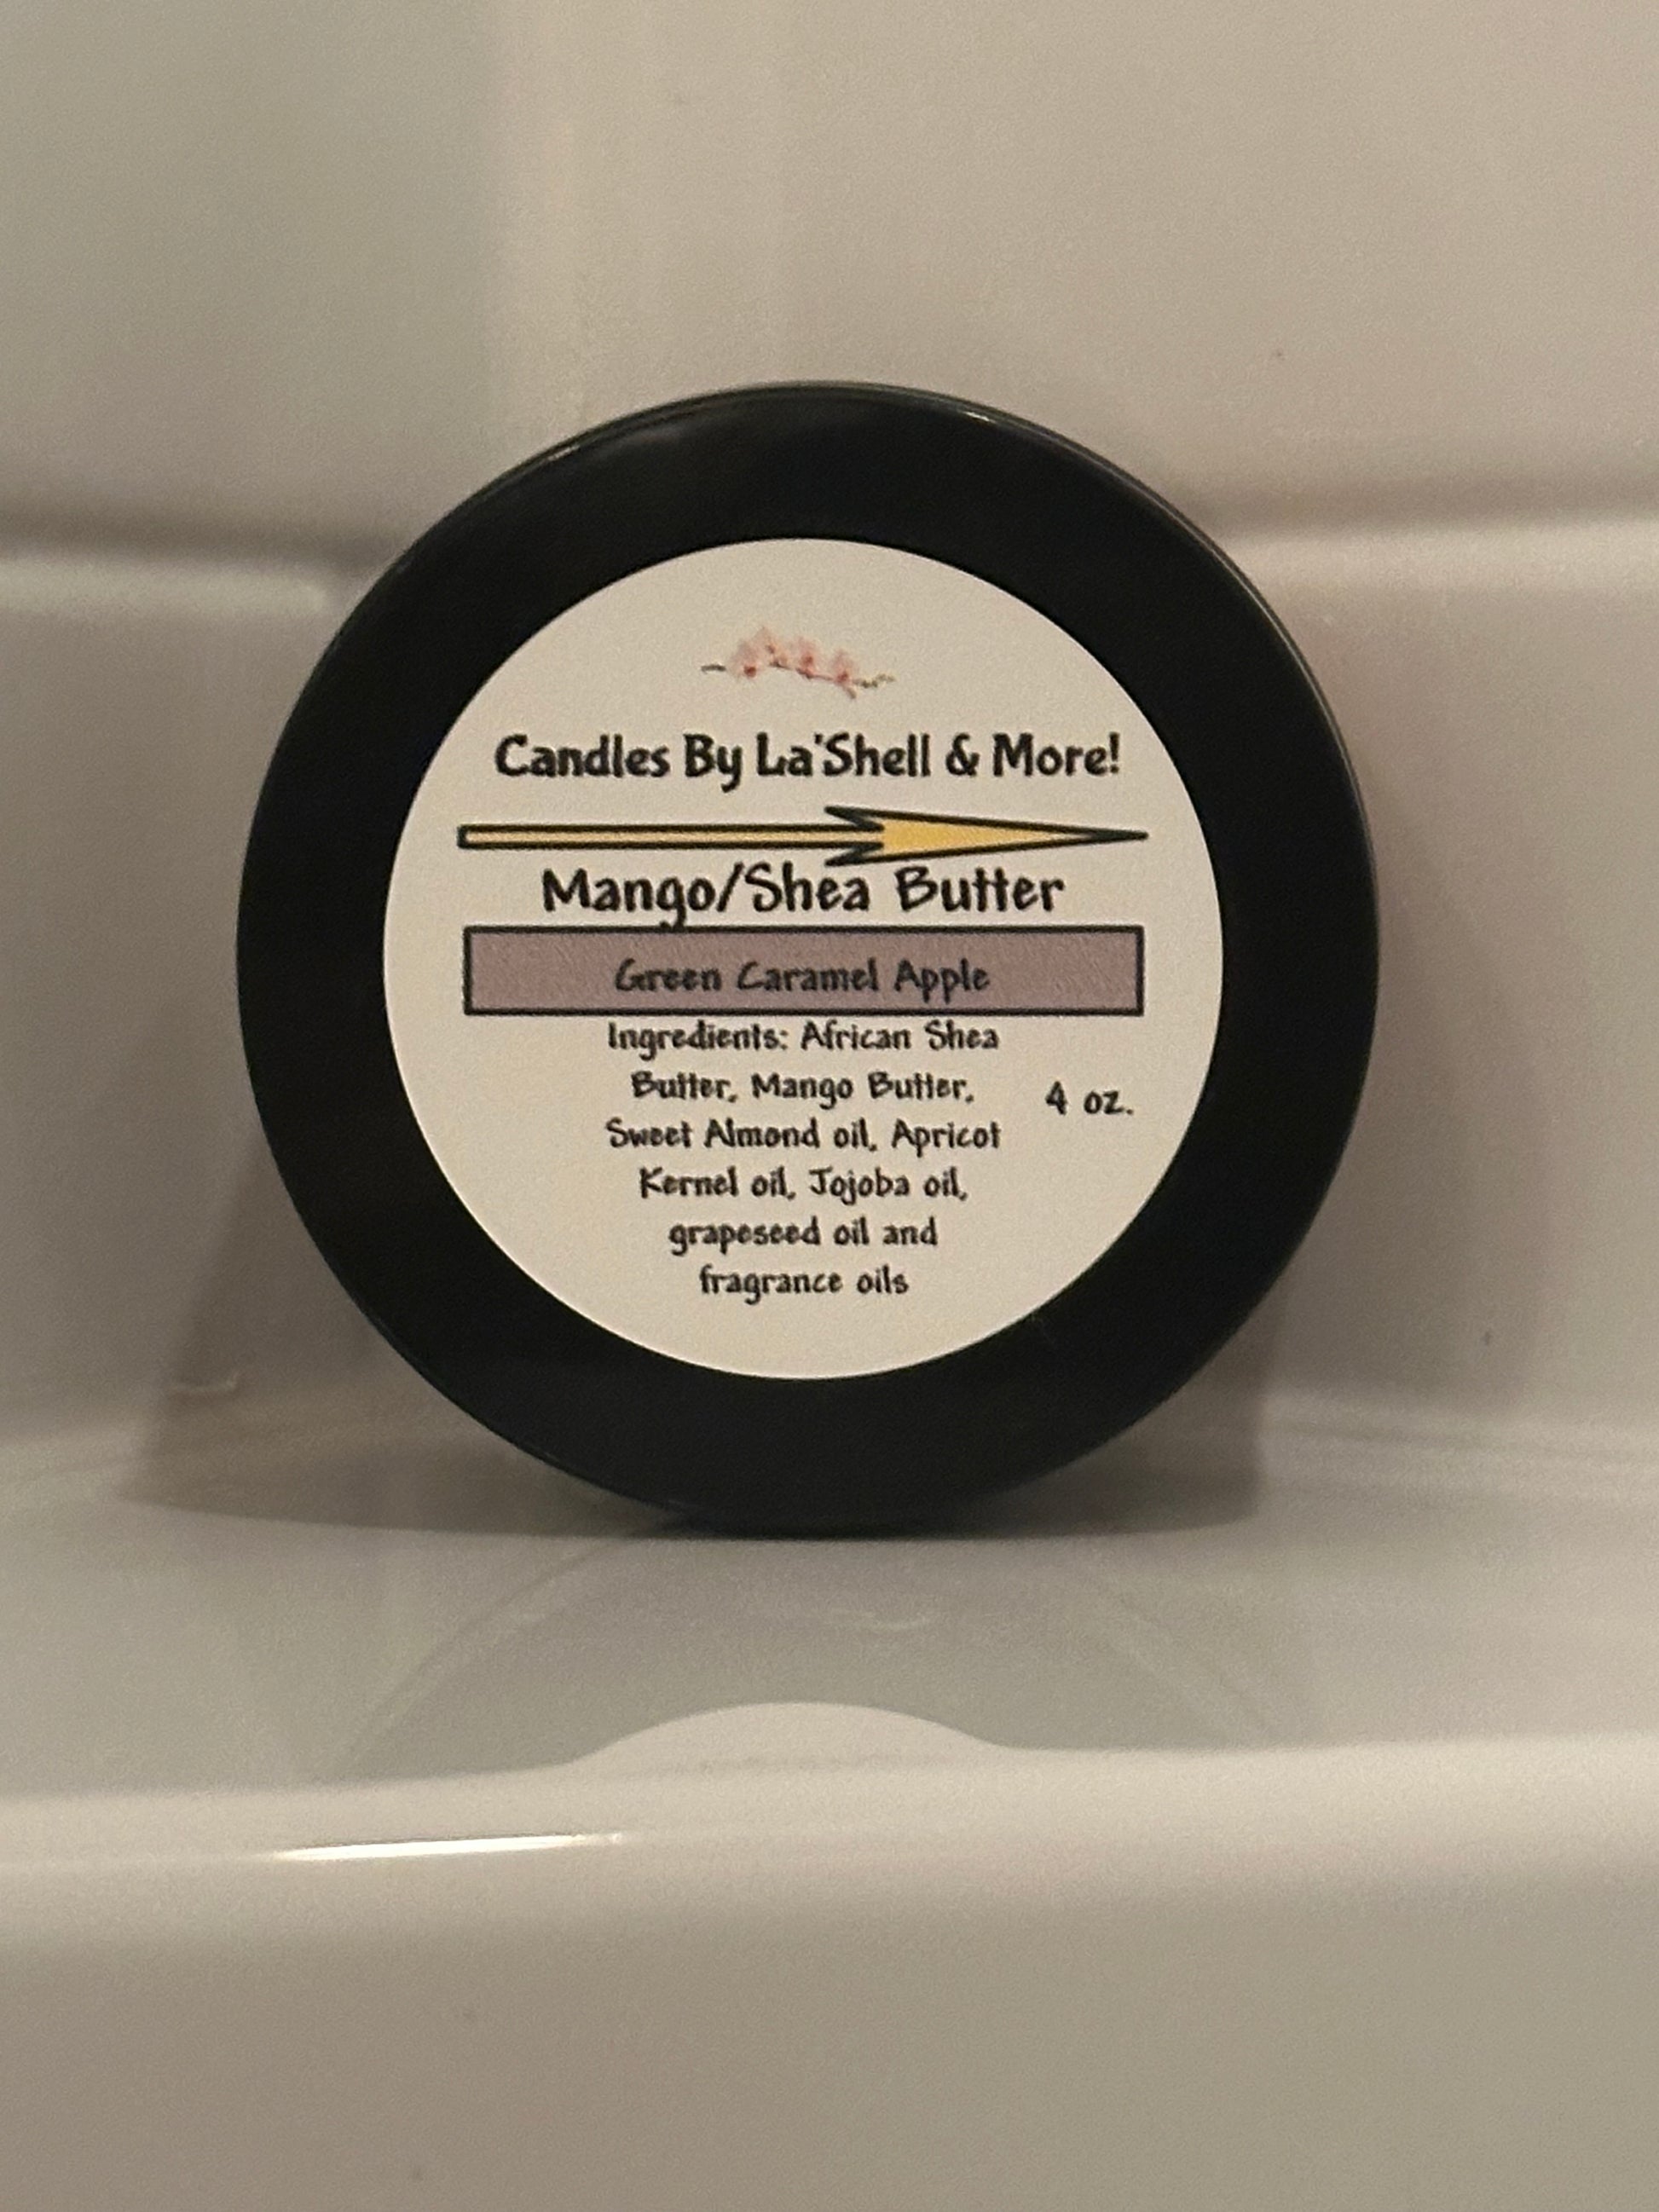 Candles By La'Shell & More!
Mango/Shea Butter
Green Caramel Apple
Ingredients: African Shea
Butter, Mango Butter,
4 oz.
Sweet Almond oil, Apricot
Kernel oil, Jojoba oil,
grapeseed oil and
fragrance oils